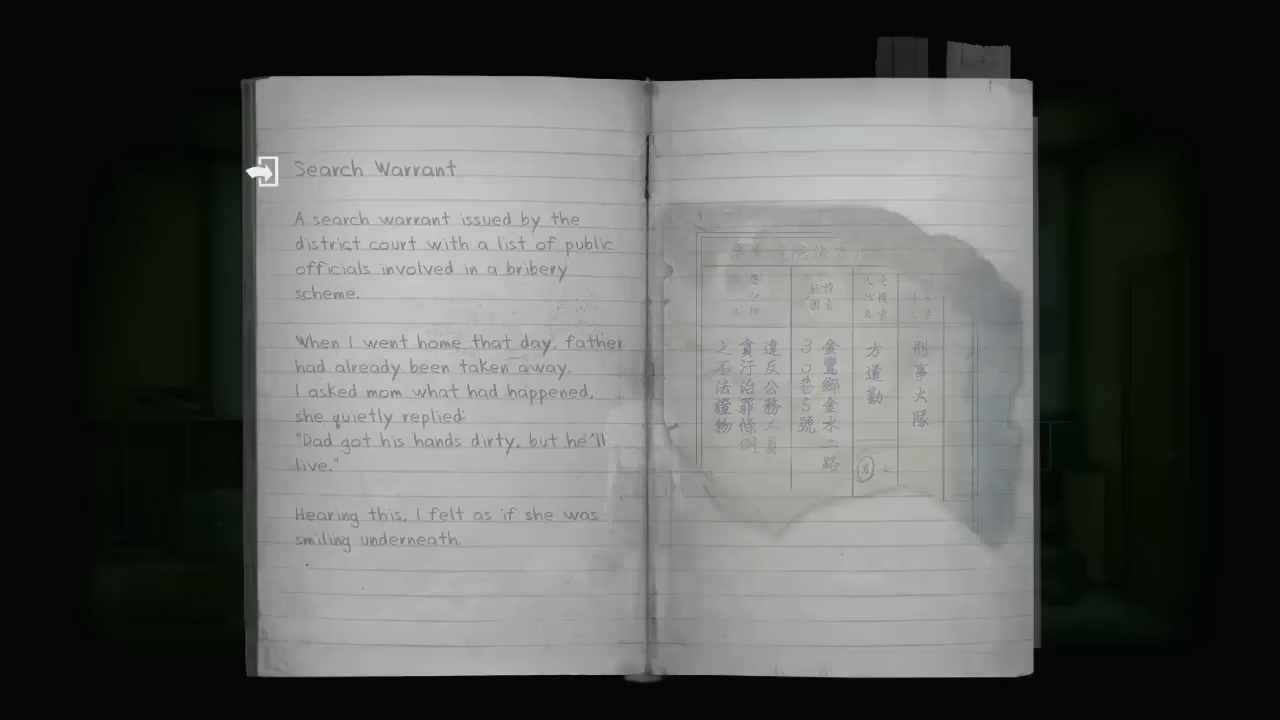 Search Warrant
A search warrant issued by the
district court with a list of public
officials involved in a bribery
scheme.
When I went home that day, father
had already been taken away.
I asked mom what had happened,
she quietly replied:
"Dad got his hands dirty, but he'll
live."
Hearing this, I felt as if she was
smiling underneath.
刑事大隊
方道勤
金鸞鄉金水二路
巷5號
違反公務人員
貪汙治罪條例
之不法證物